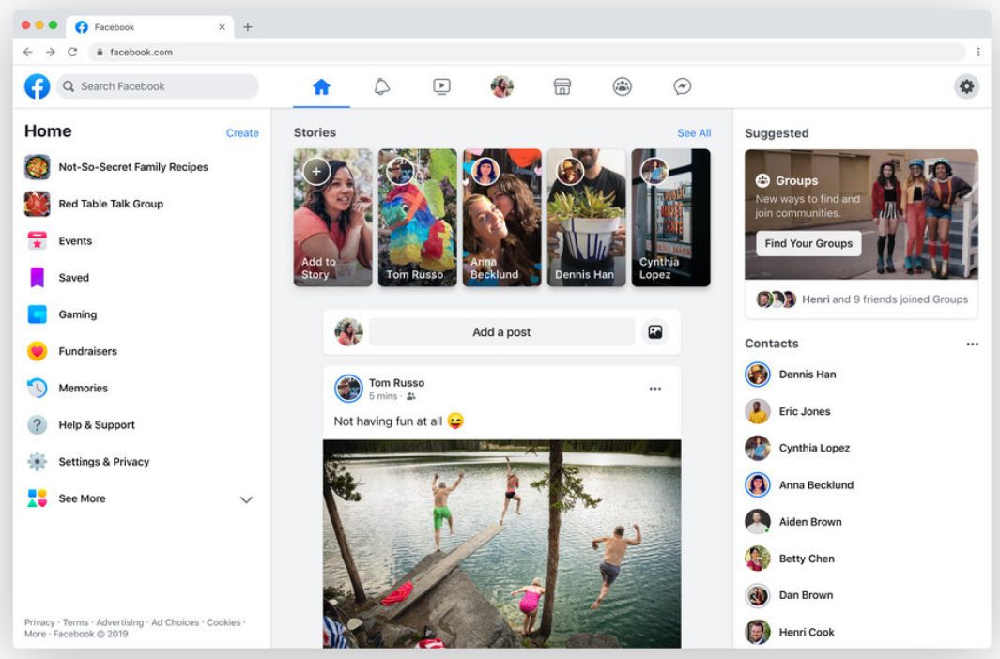 Facebook
facebook.com
Search Facebook
Home
Create
Not-So-Secret Family Recipes
Red Table Talk Group
Events
Saved
Gaming
Fundraisers
Memories
Help & Support
Settings & Privacy
See More
Privacy · Terms · Advertising · Ad Choices · Cookies ·
More · Facebook © 2019
Stories
See All
Add to
Story
Tom Russo
Anna
Becklund
Dennis Han
Cynthia
Lopez
Add a post
Tom Russo
5 mins ·
Not having fun at all 😜
Suggested
Groups
New ways to find and
join communities.
Find Your Groups
Henri and 9 friends joined Groups
Contacts
Dennis Han
Eric Jones
Cynthia Lopez
Anna Becklund
Aiden Brown
Betty Chen
Dan Brown
Henri Cook